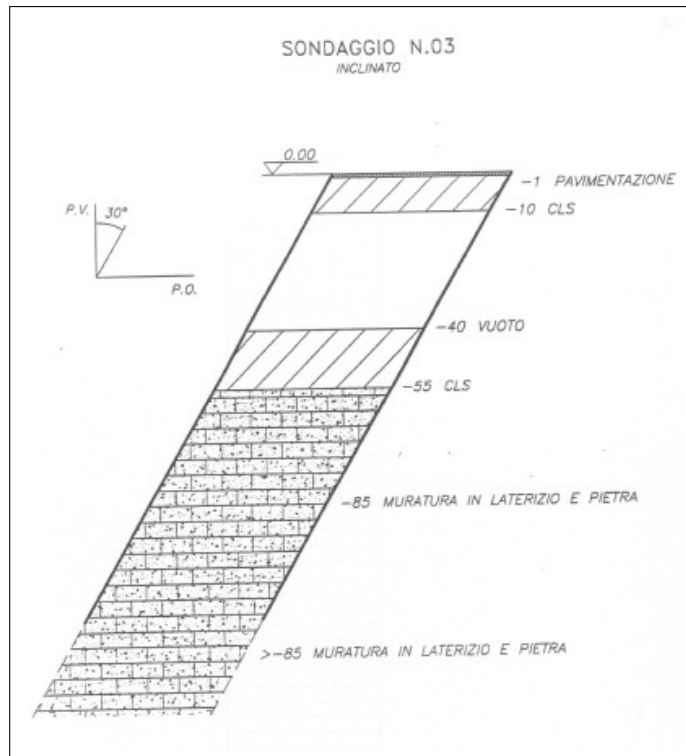 SONDAGGIO N.03
INCLINATO
0.00
-1 PAVIMENTAZIONE
P.V. 30°
-10 CLS
P.O.
-40 VUOTO
-55 CLS
-85 MURATURA IN LATERIZIO E PIETRA
>-85 MURATURA IN LATERIZIO E PIETRA